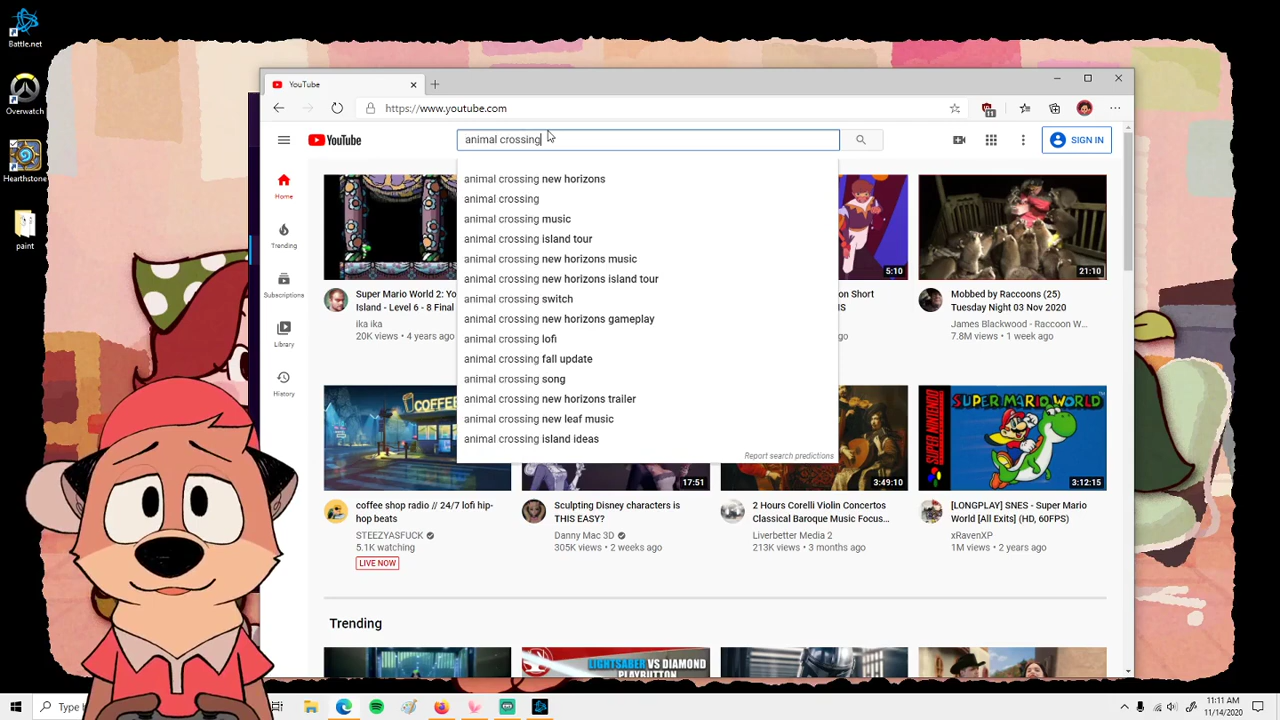 Battle.net
Overwatch
Hearthstone
paint
YouTube
https://www.youtube.com
11
YouTube
animal crossing
SIGN IN
animal crossing new horizons
animal crossing
animal crossing music
animal crossing island tour
animal crossing new horizons music
animal crossing new horizons island tour
animal crossing switch
animal crossing new horizons gameplay
animal crossing lofi
animal crossing fall update
animal crossing song
animal crossing new horizons trailer
animal crossing new leaf music
animal crossing island ideas
Report search predictions
Home
Trending
Subscriptions
Library
History
5:10
21:10
Super Mario World 2: Yo
Island - Level 6 - 8 Final
ika ika
20K views • 4 years ago
on Short
IS
Mobbed by Raccoons (25)
Tuesday Night 03 Nov 2020
James Blackwood - Raccoon W...
7.8M views • 1 week ago
COFFEE
17:51
3:49:10
SUPER NINTENDO
SUPER MARIO WORLD
3:12:15
coffee shop radio // 24/7 lofi hip-
hop beats
STEEZYASFUCK
5.1K watching
LIVE NOW
Sculpting Disney characters is
THIS EASY?
Danny Mac 3D
305K views • 2 weeks ago
2 Hours Corelli Violin Concertos
Classical Baroque Music Focus...
Liverbetter Media 2
213K views • 3 months ago
[LONGPLAY] SNES - Super Mario
World [All Exits] (HD, 60FPS)
xRavenXP
1M views • 2 years ago
Trending
LIGHTSABER VS DIAMOND
PLAYBUTTON
Type h
11:11 AM
11/14/2020